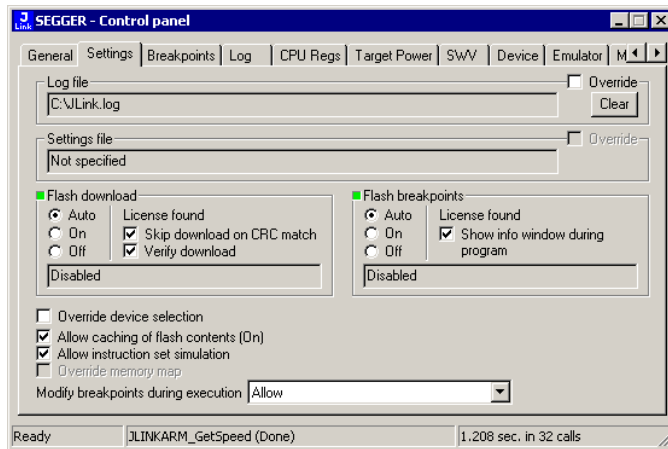 J Link SEGGER - Control panel
General Settings Breakpoints Log CPU Regs Target Power SWV Device Emulator M
Log file Override
C:\JLink.log Clear
Settings file Override
Not specified
Flash download Flash breakpoints
Auto License found Auto License found
On Skip download on CRC match On Show info window during
Off Verify download Off program
Disabled Disabled
Override device selection
Allow caching of flash contents (On)
Allow instruction set simulation
Override memory map
Modify breakpoints during execution Allow
Ready JLINKARM_GetSpeed (Done) 1.208 sec. in 32 calls